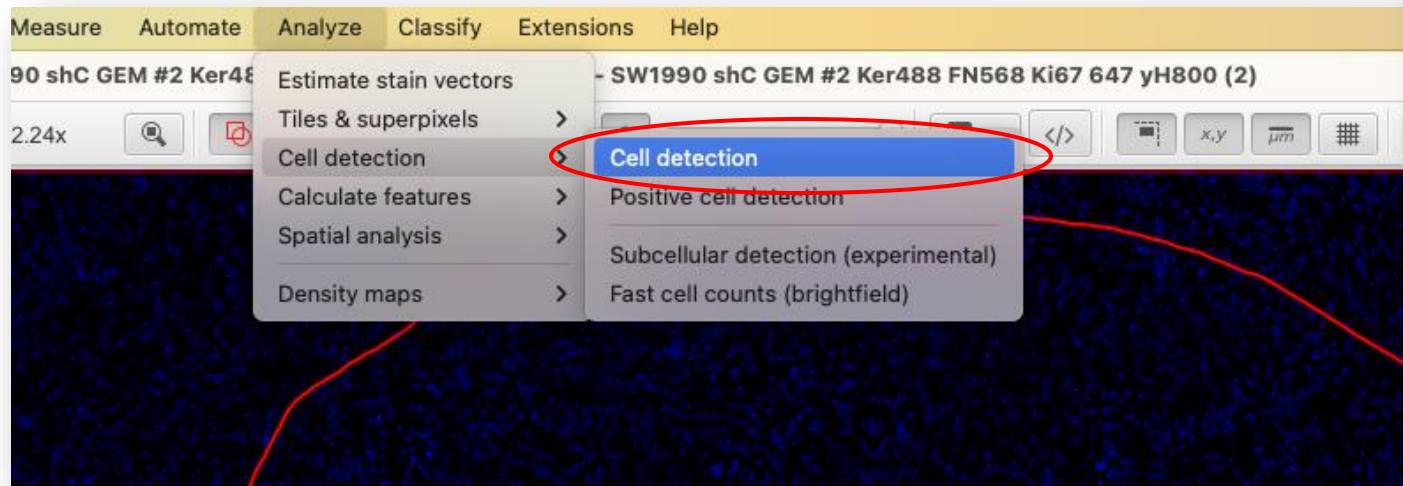 Measure Automate Analyze Classify Extensions Help
90 shC GEM #2 Ker48 - SW1990 shC GEM #2 Ker488 FN568 Ki67 647 yH800 (2)
2.24x </> x,y μm
Estimate stain vectors
Tiles & superpixels >
Cell detection >
Calculate features >
Spatial analysis >
Density maps >
Cell detection
Positive cell detection
Subcellular detection (experimental)
Fast cell counts (brightfield)